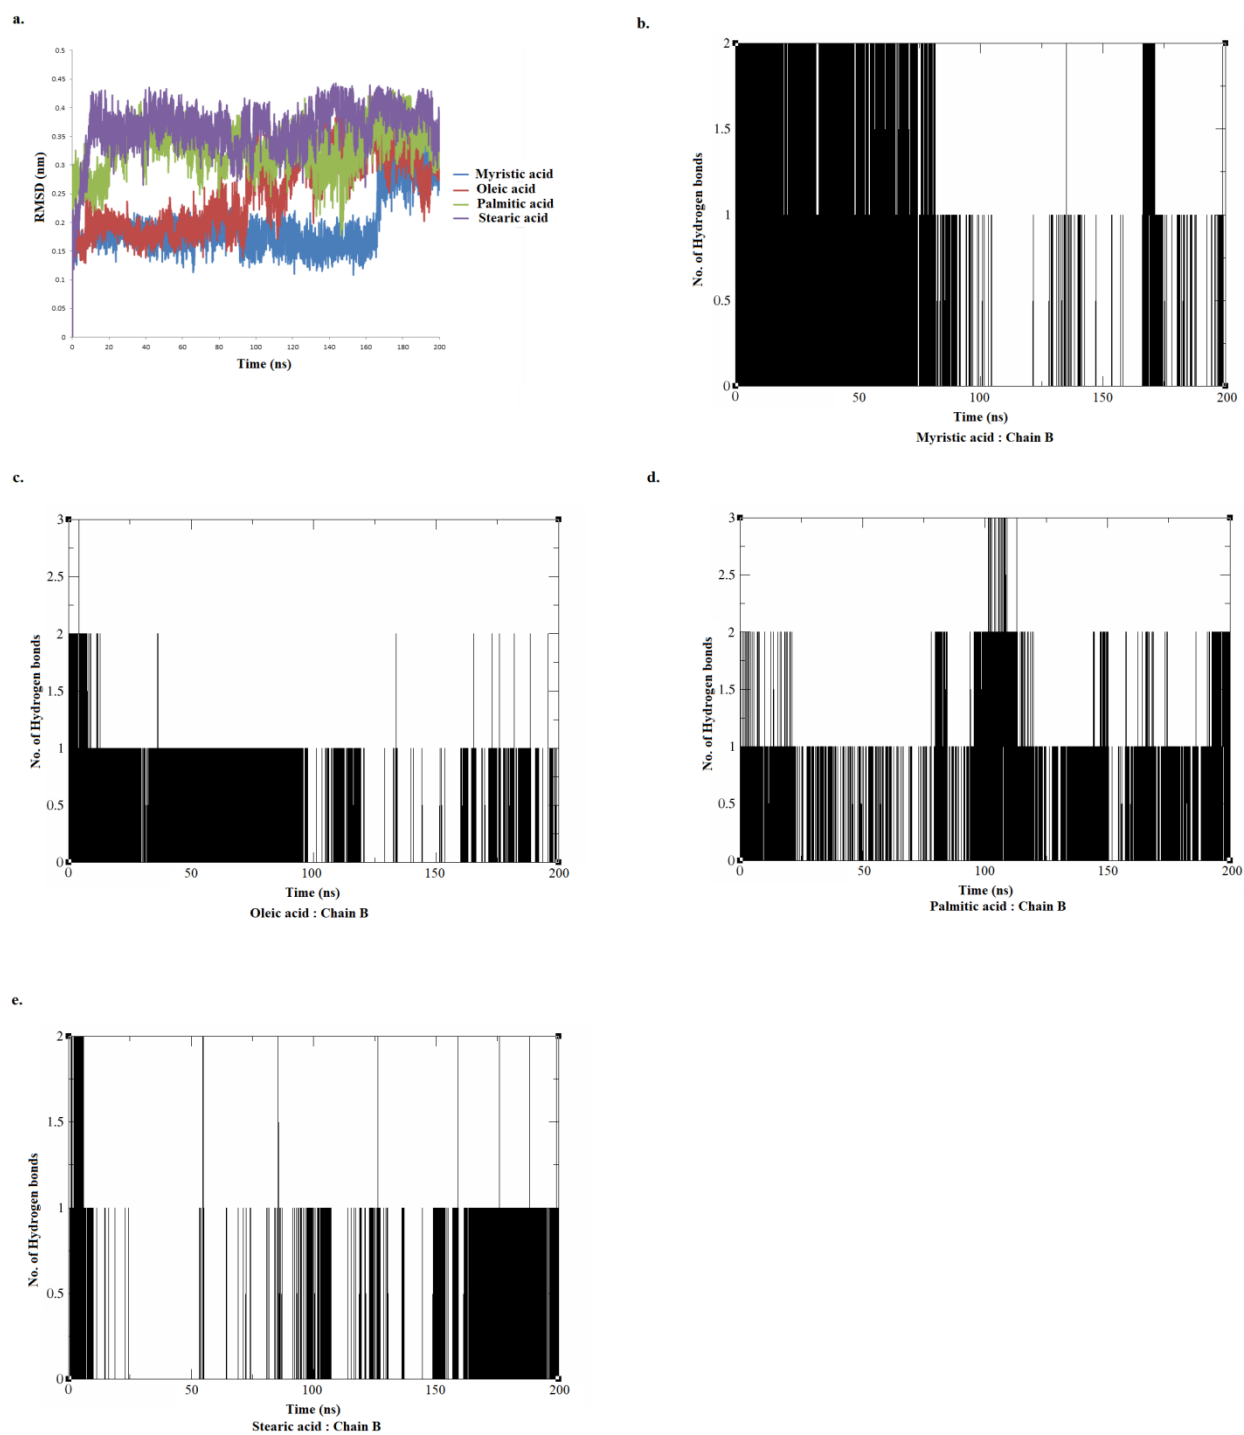 a.
0.5
0.45
0.4
0.35
0.3
0.25
0.2
0.15
0.1
0.05
0
RMSD (nm)
0 20 40 60 80 100 120 140 160 180 200
Time (ns)
Myristic acid
Oleic acid
Palmitic acid
Stearic acid
b.
2
1.5
1
0.5
0
No. of Hydrogen bonds
0 50 100 150 200
Time (ns)
Myristic acid : Chain B
c.
3
2.5
2
1.5
1
0.5
0
No. of Hydrogen bonds
0 50 100 150 200
Time (ns)
Oleic acid : Chain B
d.
3
2.5
2
1.5
1
0.5
0
No. of Hydrogen bonds
0 50 100 150 200
Time (ns)
Palmitic acid : Chain B
e.
2
1.5
1
0.5
0
No. of Hydrogen bonds
0 50 100 150 200
Time (ns)
Stearic acid : Chain B